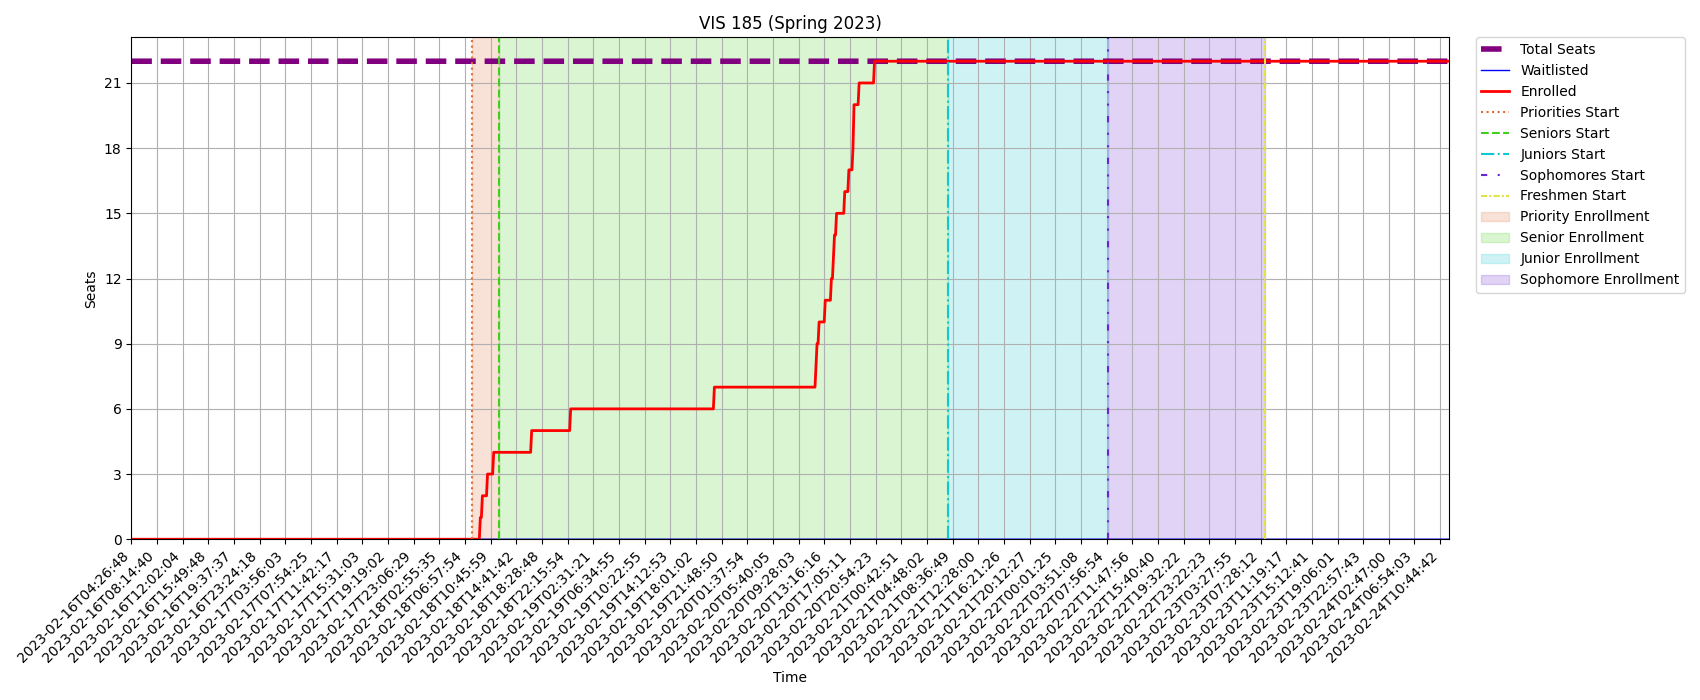 VIS 185 (Spring 2023)
Total Seats
Waitlisted
Enrolled
Priorities Start
Seniors Start
Juniors Start
Sophomores Start
Freshmen Start
Priority Enrollment
Senior Enrollment
Junior Enrollment
Sophomore Enrollment
Seats
21
18
15
12
9
6
3
0
2023-02-16T04:26:48
2023-02-16T08:14:40
2023-02-16T12:02:04
2023-02-16T15:49:48
2023-02-16T19:37:37
2023-02-16T23:24:18
2023-02-17T03:56:03
2023-02-17T07:54:25
2023-02-17T11:42:17
2023-02-17T15:31:03
2023-02-17T19:19:02
2023-02-17T23:06:29
2023-02-18T02:55:35
2023-02-18T06:57:54
2023-02-18T10:45:59
2023-02-18T14:41:42
2023-02-18T18:28:48
2023-02-18T22:15:54
2023-02-19T02:31:21
2023-02-19T06:34:55
2023-02-19T10:22:55
2023-02-19T14:12:53
2023-02-19T18:01:02
2023-02-19T21:48:50
2023-02-20T01:37:54
2023-02-20T05:40:05
2023-02-20T09:28:03
2023-02-20T13:16:16
2023-02-20T17:05:11
2023-02-20T20:54:23
2023-02-21T00:42:51
2023-02-21T04:48:02
2023-02-21T08:36:49
2023-02-21T12:28:00
2023-02-21T16:21:26
2023-02-21T20:12:27
2023-02-22T00:01:25
2023-02-22T03:51:08
2023-02-22T07:56:54
2023-02-22T11:47:56
2023-02-22T15:40:40
2023-02-22T19:32:22
2023-02-22T23:22:23
2023-02-23T03:27:55
2023-02-23T07:28:12
2023-02-23T11:19:17
2023-02-23T15:12:41
2023-02-23T19:06:01
2023-02-23T22:57:43
2023-02-24T02:47:00
2023-02-24T06:54:03
2023-02-24T10:44:42
Time